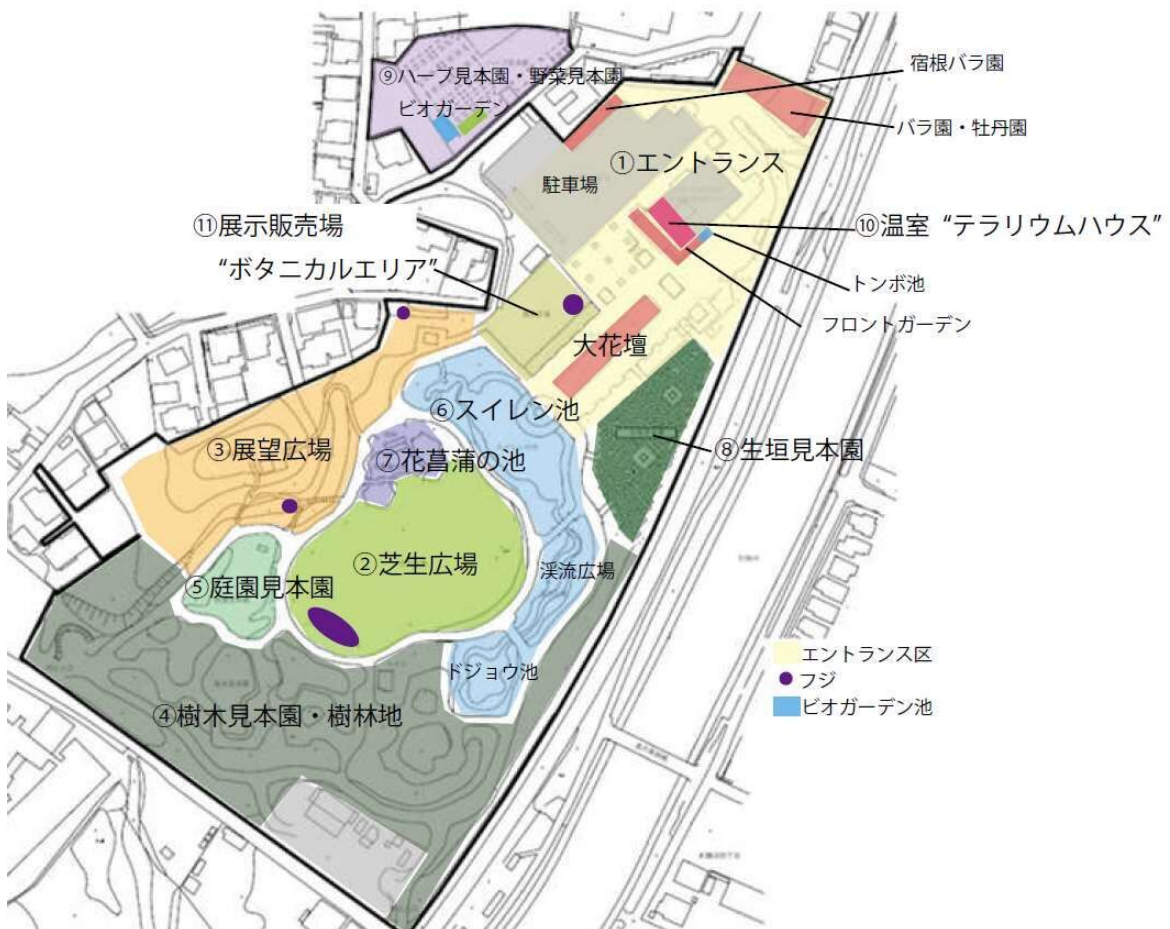 宿根バラ園
⑨ハーブ見本園・野菜見本園
ビオガーデン
バラ園・牡丹園
①エントランス
駐車場
⑪展示販売場
⑩温室“テラリウムハウス”
“ボタニカルエリア”
トンボ池
フロントガーデン
大花壇
⑥スイレン池
③展望広場
⑦花菖蒲の池
⑧生垣見本園
②芝生広場
渓流広場
⑤庭園見本園
エントランス区
ドジョウ池
フジ
④樹木見本園・樹林地
ビオガーデン池